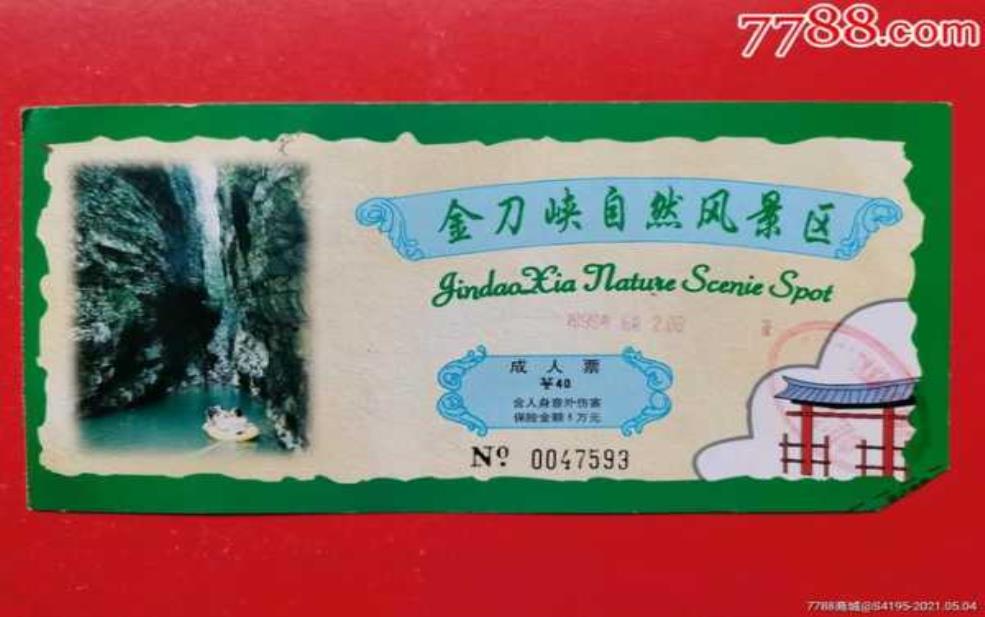 7788.com
金刀峡自然风景区
JindaoXia Nature Scenie Spot
成人票
¥40
含人身意外伤害
保险金额1万元
Nº 0047593
7788商城@S4195-2021.05.04